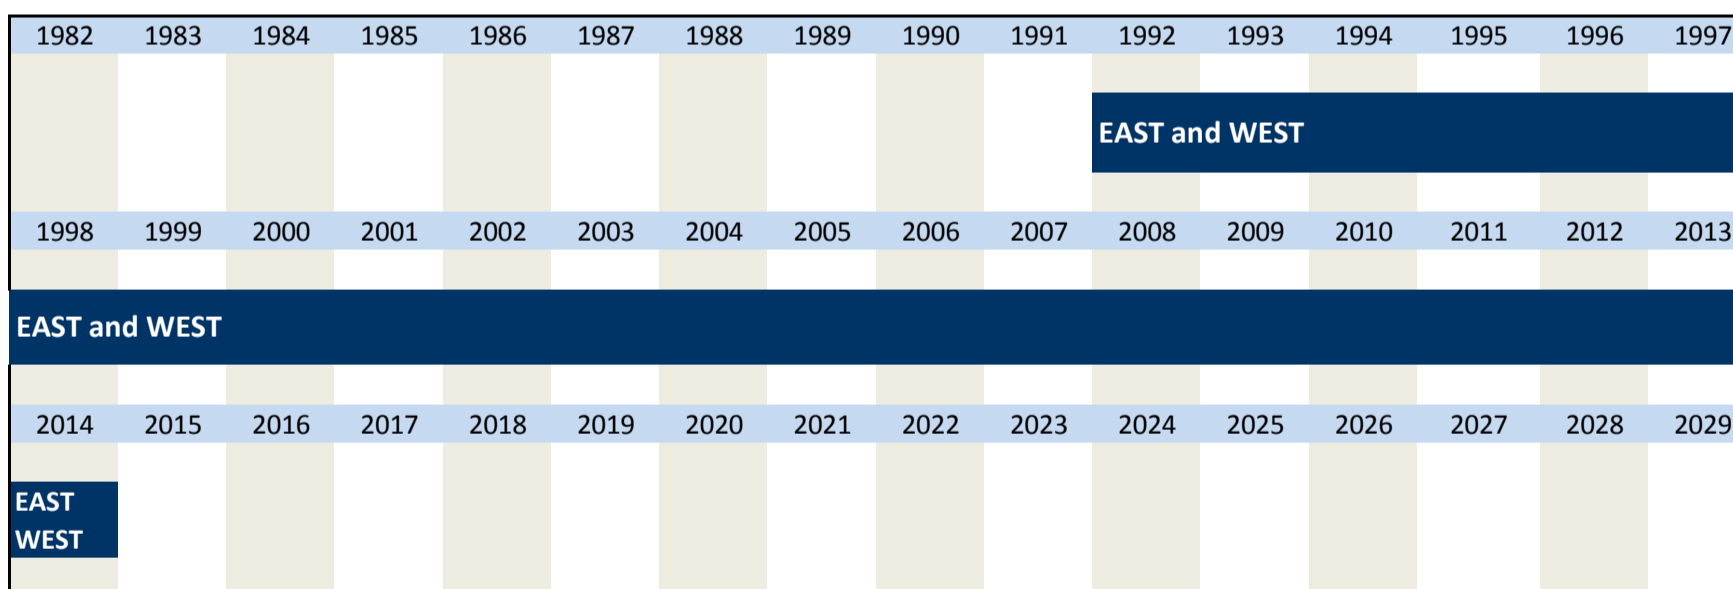 1982 1983 1984 1985 1986 1987 1988 1989 1990 1991 1992 1993 1994 1995 1996 1997
EAST and WEST
1998 1999 2000 2001 2002 2003 2004 2005 2006 2007 2008 2009 2010 2011 2012 2013
EAST and WEST
2014 2015 2016 2017 2018 2019 2020 2021 2022 2023 2024 2025 2026 2027 2028 2029
EAST
WEST